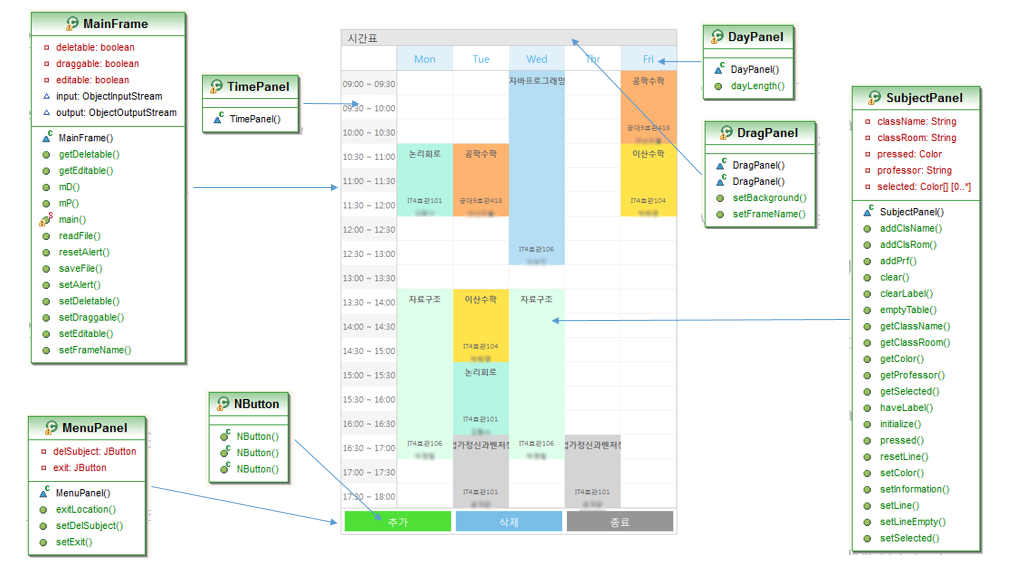 MainFrame
deletable: boolean
draggable: boolean
editable: boolean
input: ObjectInputStream
output: ObjectOutputStream
MainFrame()
getDeletable()
getEditable()
mD()
mP()
main()
readFile()
resetAlert()
saveFile()
setAlert()
setDeletable()
setDraggable()
setEditable()
setFrameName()
MenuPanel
delSubject: JButton
exit: JButton
MenuPanel()
exitLocation()
setDelSubject()
setExit()
TimePanel
TimePanel()
NButton
NButton()
NButton()
NButton()
시간표
Mon Tue Wed Thr Fri
09:00 ~ 09:30 자바프로그래밍 공학수학
09:30 ~ 10:00
10:00 ~ 10:30 공대9호관418
10:30 ~ 11:00 논리회로 공학수학 이산수학
11:00 ~ 11:30
11:30 ~ 12:00 IT4호관101 공대9호관418 IT4호관104
12:00 ~ 12:30
12:30 ~ 13:00 IT4호관106
13:00 ~ 13:30
13:30 ~ 14:00 자료구조 이산수학 자료구조
14:00 ~ 14:30
14:30 ~ 15:00 IT4호관104
15:00 ~ 15:30 논리회로
15:30 ~ 16:00
16:00 ~ 16:30 IT4호관101
16:30 ~ 17:00 IT4호관106 업가정신과벤처정 IT4호관106 업가정신과벤처정
17:00 ~ 17:30
17:30 ~ 18:00 IT4호관101 IT4호관101
추가 삭제 종료
DayPanel
DayPanel()
dayLength()
DragPanel
DragPanel()
DragPanel()
setBackground()
setFrameName()
SubjectPanel
className: String
classRoom: String
pressed: Color
professor: String
selected: Color[] [0..*]
SubjectPanel()
addClsName()
addClsRom()
addPrf()
clear()
clearLabel()
emptyTable()
getClassName()
getClassRoom()
getColor()
getProfessor()
getSelected()
haveLabel()
initialize()
pressed()
resetLine()
setColor()
setInformation()
setLine()
setLineEmpty()
setSelected()